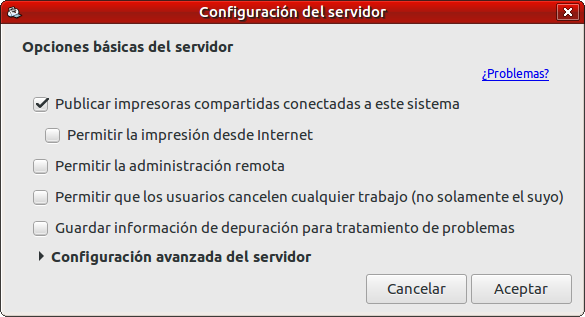 Configuración del servidor
Opciones básicas del servidor
¿Problemas?
Publicar impresoras compartidas conectadas a este sistema
Permitir la impresión desde Internet
Permitir la administración remota
Permitir que los usuarios cancelen cualquier trabajo (no solamente el suyo)
Guardar información de depuración para tratamiento de problemas
Configuración avanzada del servidor
Cancelar Aceptar